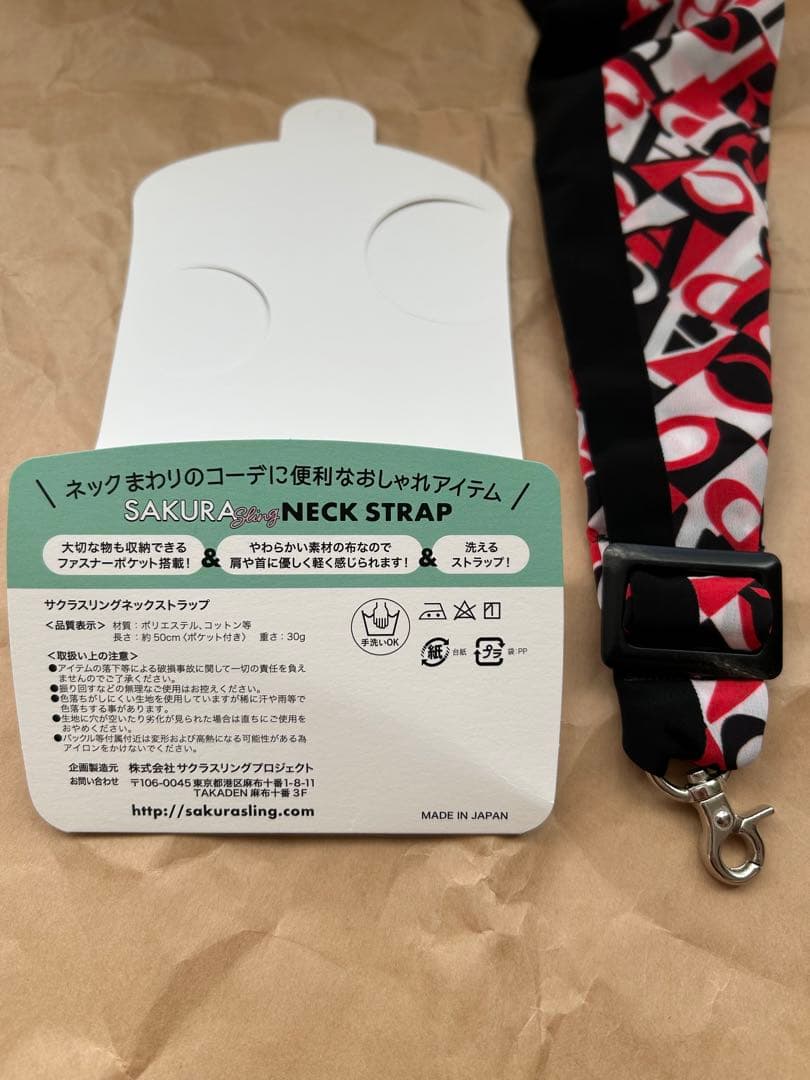 ネックまわりのコーデに便利なおしゃれアイテム
SAKURA Sling NECK STRAP
大切な物も収納できる
ファスナーポケット搭載!
&
やわらかい素材の布なので
肩や首に優しく軽く感じられます!
&
洗える
ストラップ!
サクラスリングネックストラップ
<品質表示> 材質:ポリエステル、コットン等
長さ:約50cm〈ポケット付き〉 重さ:30g
<取扱い上の注意>
●アイテムの落下等による破損事故に関して一切の責任を負え
ませんのでご了承ください。
●振り回すなどの無理なご使用はお控えください。
●色落ちがしにくい生地を使用していますが稀に汗や雨等で
色落ちする事があります。
●生地に穴が空いたり劣化が見られた場合は直ちにご使用を
おやめください。
●バックル等付属付近は変形および高熱になる可能性がある為
アイロンをかけないでください。
手洗いOK
紙 台紙
プラ 袋:PP
企画製造元 株式会社サクラスリングプロジェクト
お問い合わせ 〒106-0045 東京都港区麻布十番1-8-11
TAKADEN 麻布十番 3F
http://sakurasling.com
MADE IN JAPAN